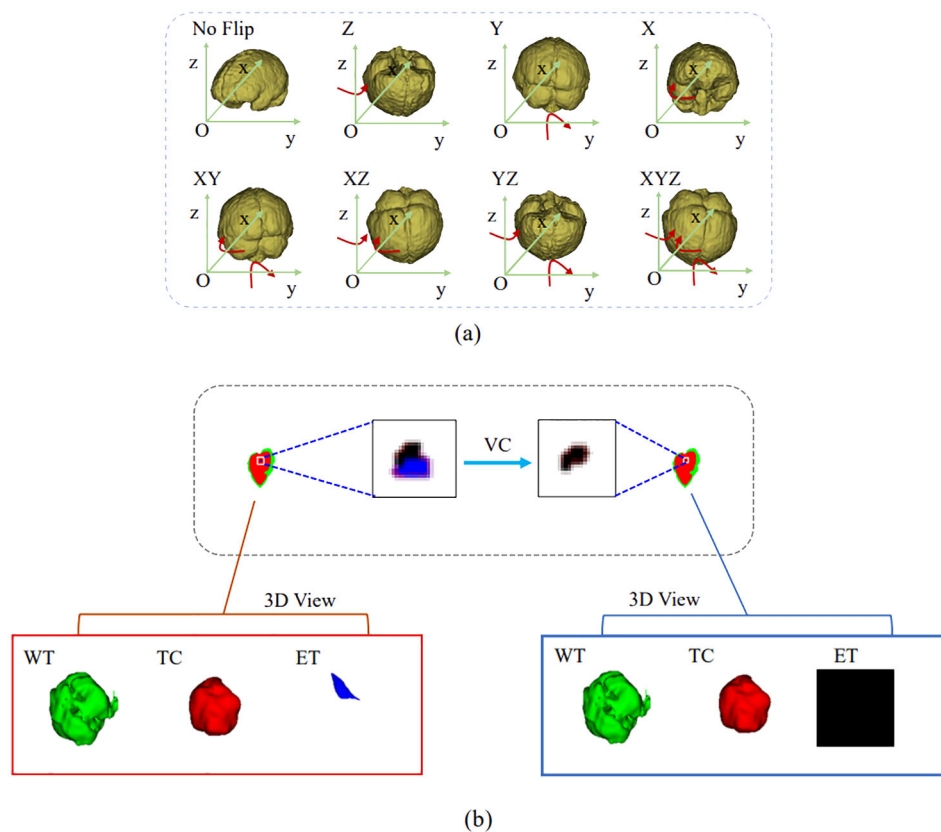 No Flip Z Y X
z x O y
z x O y
z x O y
z x O y
XY XZ YZ XYZ
z x O y
z x O y
z x O y
z x O y
(a)
VC
3D View 3D View
WT TC ET
WT TC ET
(b)